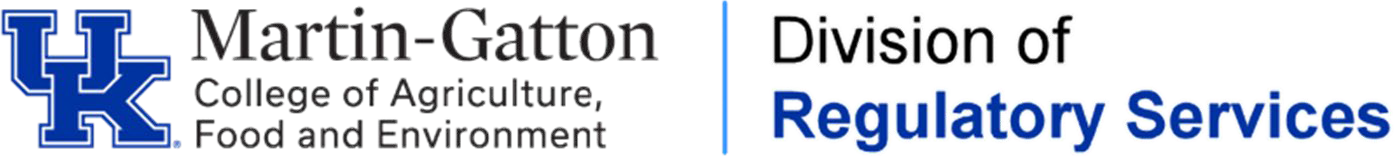 UK®
Martin-Gatton
College of Agriculture,
Food and Environment
Division of
Regulatory Services